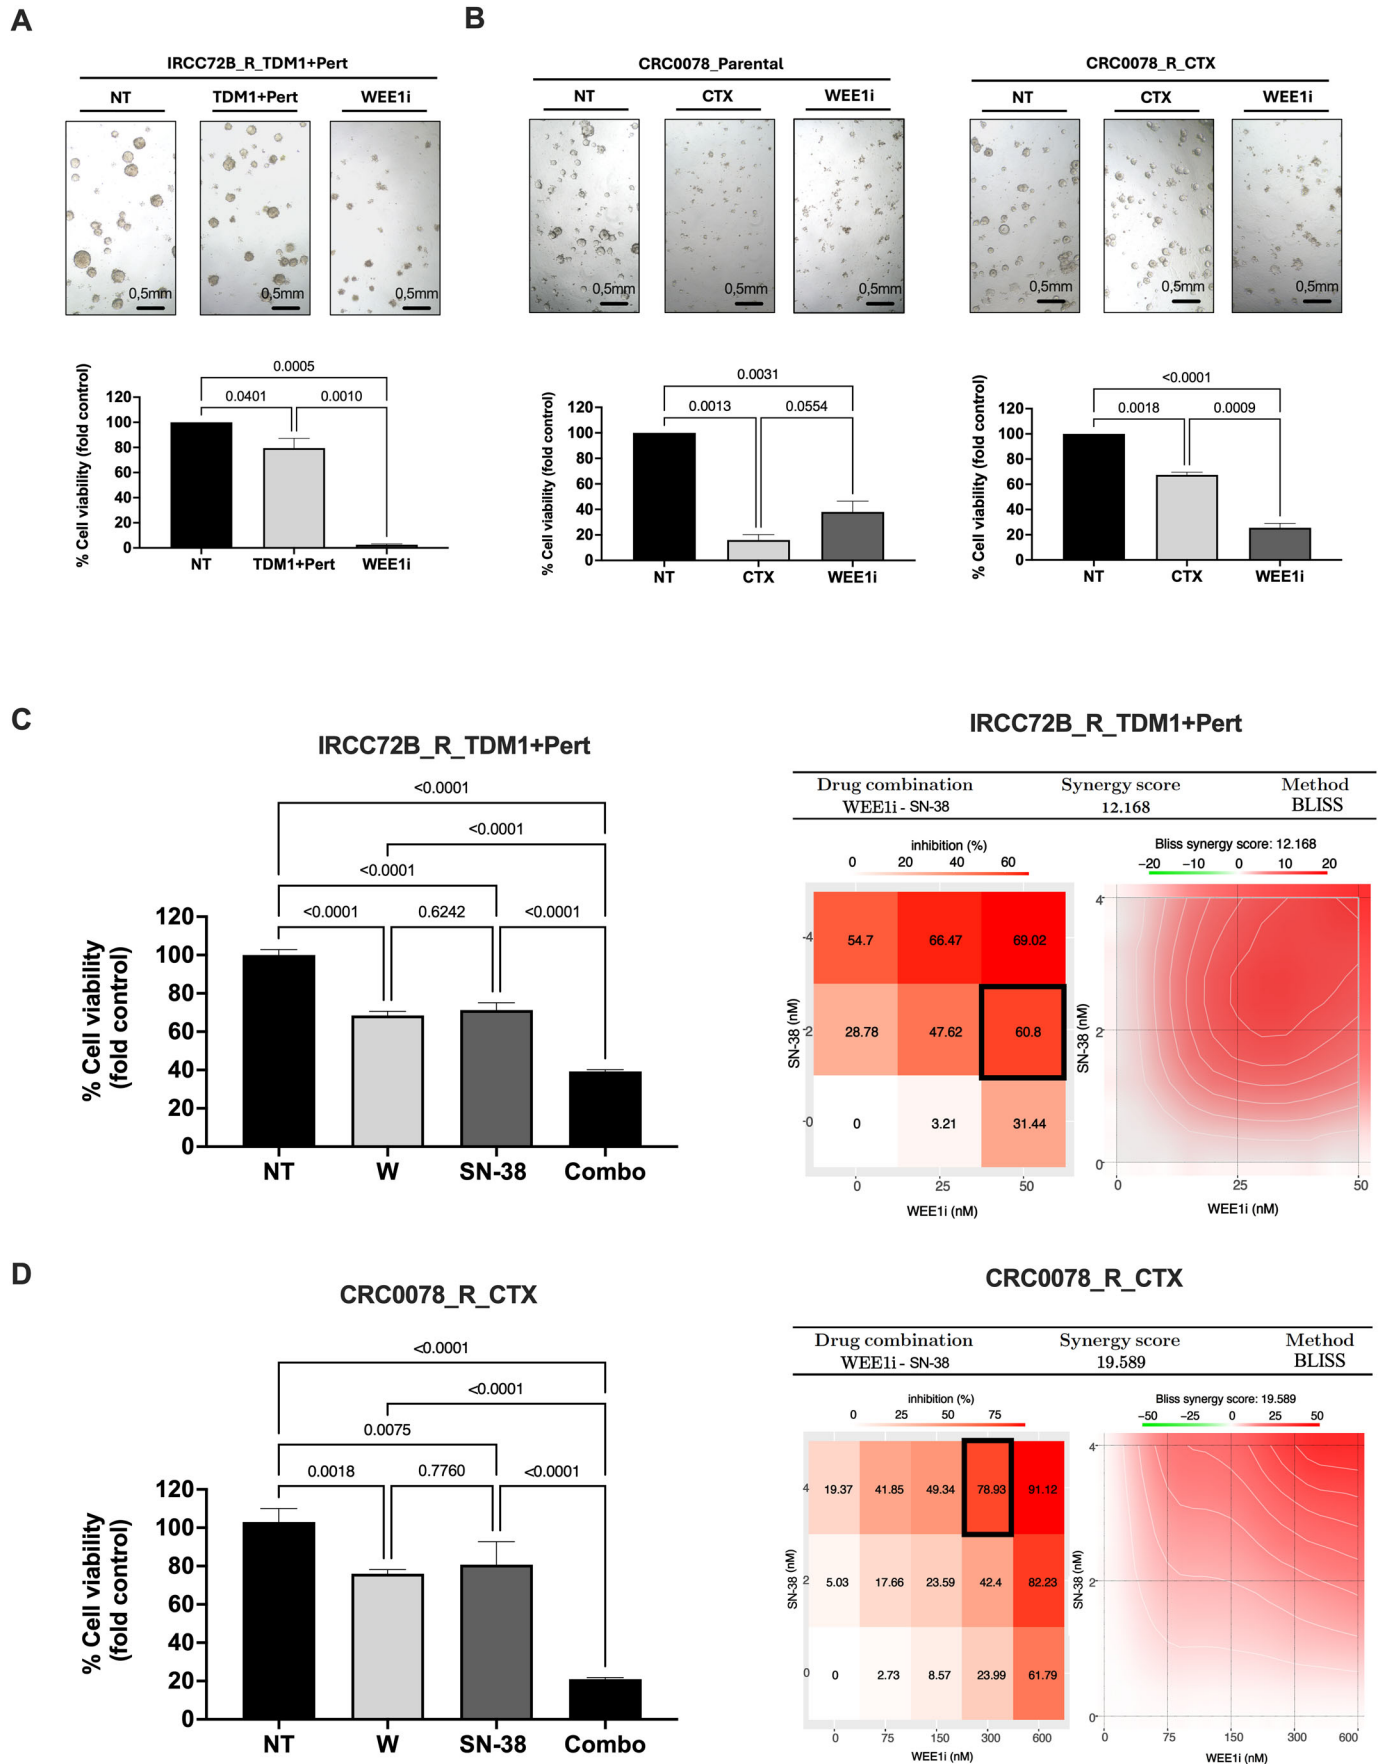 A
IRCC72B_R_TDM1+Pert
NT TDM1+Pert WEE1i
0,5mm 0,5mm 0,5mm
% Cell viability (fold control)
0.0005
0.0401 0.0010
120
100
80
60
40
20
0
NT TDM1+Pert WEE1i
B
CRC0078_Parental
NT CTX WEE1i
0,5mm 0,5mm 0,5mm
% Cell viability (fold control)
0.0031
0.0013 0.0554
120
100
80
60
40
20
0
NT CTX WEE1i
CRC0078_R_CTX
NT CTX WEE1i
0,5mm 0,5mm 0,5mm
% Cell viability (fold control)
<0.0001
0.0018 0.0009
120
100
80
60
40
20
0
NT CTX WEE1i
C
IRCC72B_R_TDM1+Pert
<0.0001
<0.0001
<0.0001
<0.0001 0.6242 <0.0001
% Cell viability
(fold control)
120
100
80
60
40
20
0
NT W SN-38 Combo
IRCC72B_R_TDM1+Pert
Drug combination Synergy score Method
WEE1i - SN-38 12.168 BLISS
inhibition (%)
0 20 40 60
SN-38 (nM)
-4 54.7 66.47 69.02
-2 28.78 47.62 60.8
-0 0 3.21 31.44
0 25 50
WEE1i (nM)
Bliss synergy score: 12.168
−20 −10 0 10 20
SN-38 (nM)
4
2
0
0 25 50
WEE1i (nM)
D
CRC0078_R_CTX
<0.0001
<0.0001
0.0075
0.0018 0.7760 <0.0001
% Cell viability
(fold control)
120
100
80
60
40
20
0
NT W SN-38 Combo
CRC0078_R_CTX
Drug combination Synergy score Method
WEE1i - SN-38 19.589 BLISS
inhibition (%)
0 25 50 75
SN-38 (nM)
4 19.37 41.85 49.34 78.93 91.12
2 5.03 17.66 23.59 42.4 82.23
0 0 2.73 8.57 23.99 61.79
0 75 150 300 600
WEE1i (nM)
Bliss synergy score: 19.589
−50 −25 0 25 50
SN-38 (nM)
4
2
0
0 75 150 300 600
WEE1i (nM)